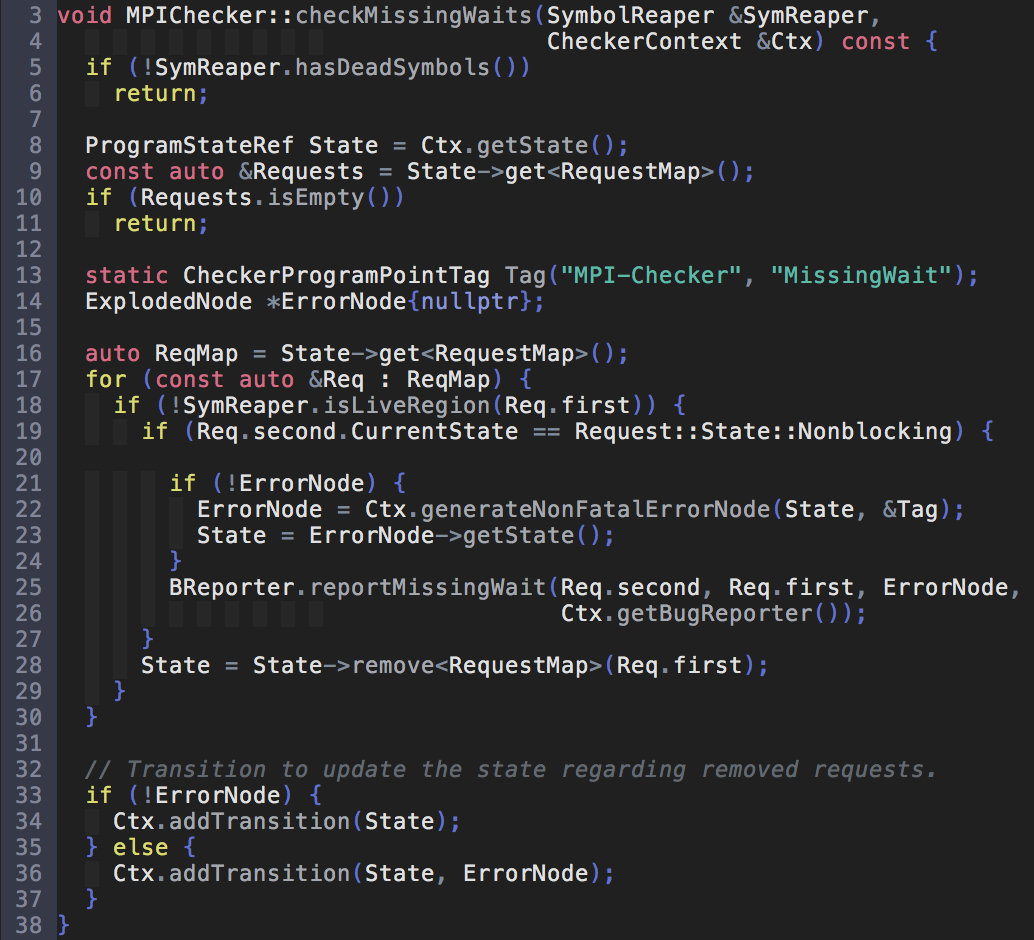 3 void MPIChecker::checkMissingWaits(SymbolReaper &SymReaper,
4                                    CheckerContext &Ctx) const {
5   if (!SymReaper.hasDeadSymbols())
6     return;
7
8   ProgramStateRef State = Ctx.getState();
9   const auto &Requests = State->get<RequestMap>();
10   if (Requests.isEmpty())
11     return;
12
13   static CheckerProgramPointTag Tag("MPI-Checker", "MissingWait");
14   ExplodedNode *ErrorNode{nullptr};
15
16   auto ReqMap = State->get<RequestMap>();
17   for (const auto &Req : ReqMap) {
18     if (!SymReaper.isLiveRegion(Req.first)) {
19       if (Req.second.CurrentState == Request::State::Nonblocking) {
20
21         if (!ErrorNode) {
22           ErrorNode = Ctx.generateNonFatalErrorNode(State, &Tag);
23           State = ErrorNode->getState();
24         }
25         BReporter.reportMissingWait(Req.second, Req.first, ErrorNode,
26                                     Ctx.getBugReporter());
27       }
28       State = State->remove<RequestMap>(Req.first);
29     }
30   }
31
32   // Transition to update the state regarding removed requests.
33   if (!ErrorNode) {
34     Ctx.addTransition(State);
35   } else {
36     Ctx.addTransition(State, ErrorNode);
37   }
38 }